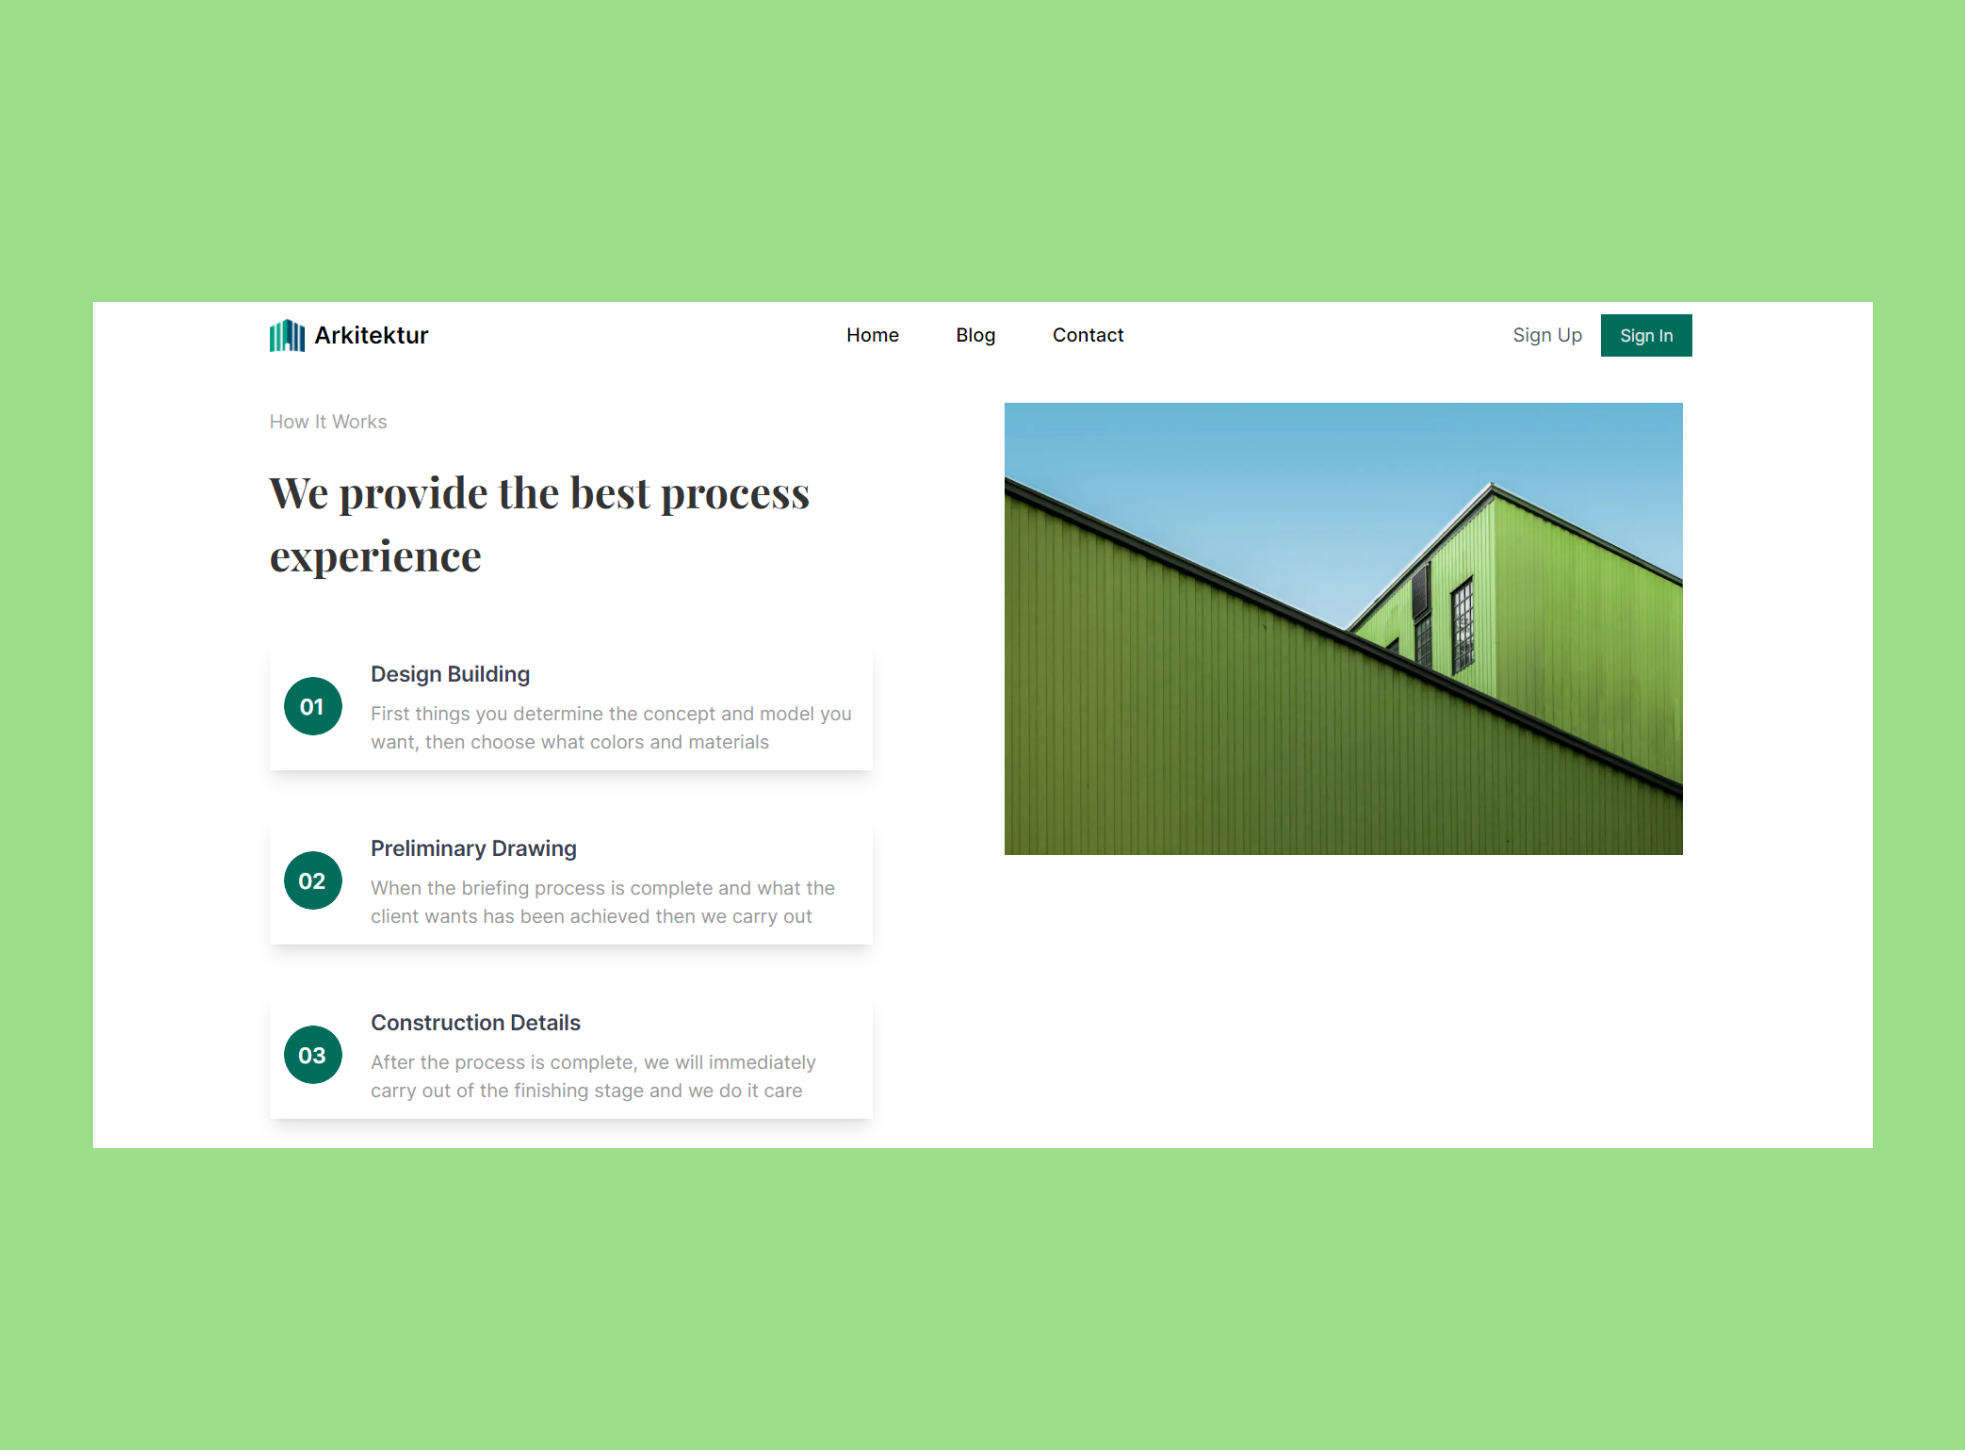 Arkitektur
Home
Blog
Contact
Sign Up
Sign In
How It Works
We provide the best process
experience
01
Design Building
First things you determine the concept and model you
want, then choose what colors and materials
02
Preliminary Drawing
When the briefing process is complete and what the
client wants has been achieved then we carry out
03
Construction Details
After the process is complete, we will immediately
carry out of the finishing stage and we do it care